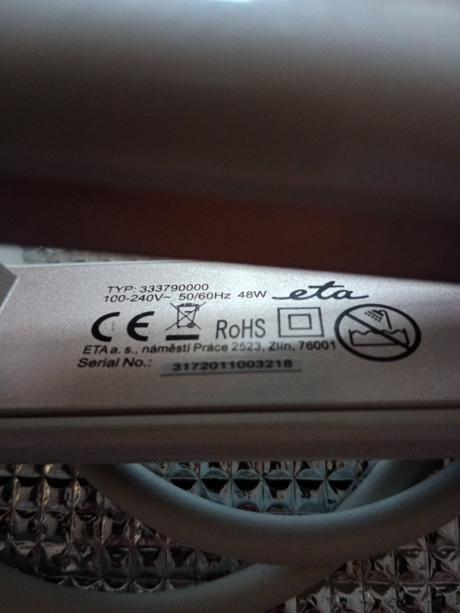 TYP: 333790000
100-240V~ 50/60Hz 48W eta
CE RoHS
ETA a. s., náměstí Práce 2523, Zlín, 76001
Serial No.: 3172011003218